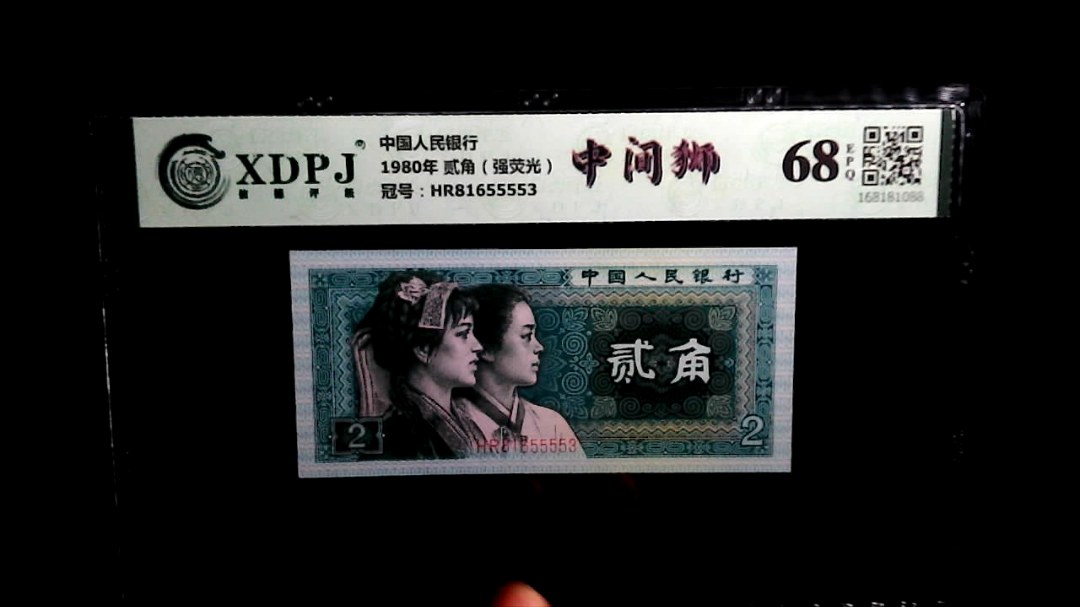 XDPJ®
中国人民银行
1980年 贰角（强荧光）
冠号：HR81655553
中间狮
68
EPQ
168181088
中国人民银行
贰角
2
2
HR81655553